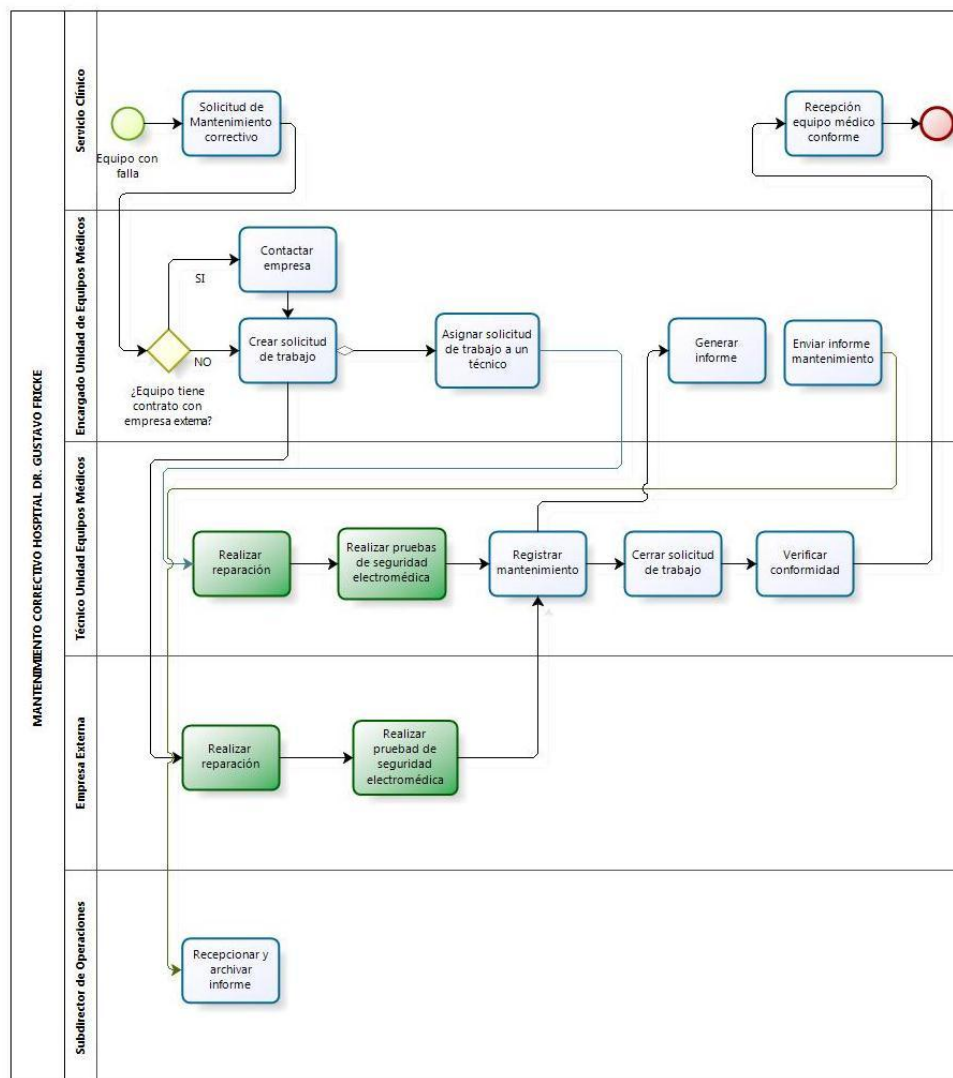 MANTENIMIENTO CORRECTIVO HOSPITAL DR. GUSTAVO FRICKE
Servicio Clínico
Equipo con
falla
Solicitud de
Mantenimiento
correctivo
Recepción
equipo médico
conforme
Encargado Unidad de Equipos Médicos
SI
NO
¿Equipo tiene
contrato con
empresa externa?
Contactar
empresa
Crear solicitud
de trabajo
Asignar solicitud
de trabajo a un
técnico
Generar
informe
Enviar informe
mantenimiento
Técnico Unidad Equipos Médicos
Realizar
reparación
Realizar pruebas
de seguridad
electromédica
Registrar
mantenimiento
Cerrar solicitud
de trabajo
Verificar
conformidad
Empresa Externa
Realizar
reparación
Realizar
pruebad de
seguridad
electromédica
Subdirector de Operaciones
Recepcionar y
archivar
informe